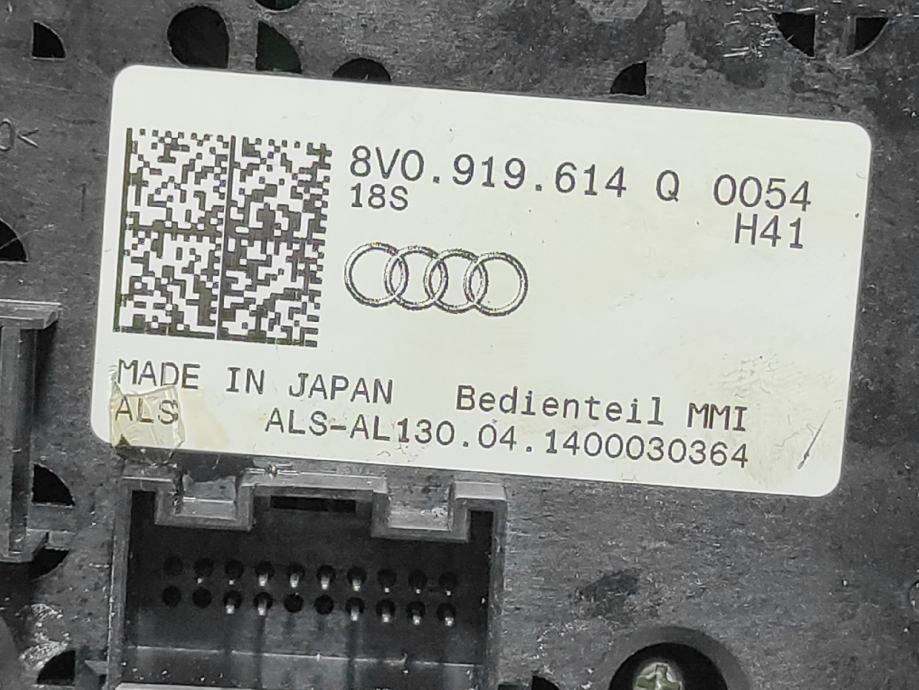 8V0.919.614 Q 0054
18S
H41
MADE IN JAPAN Bedienteil MMI
ALS ALS-AL130.04.1400030364